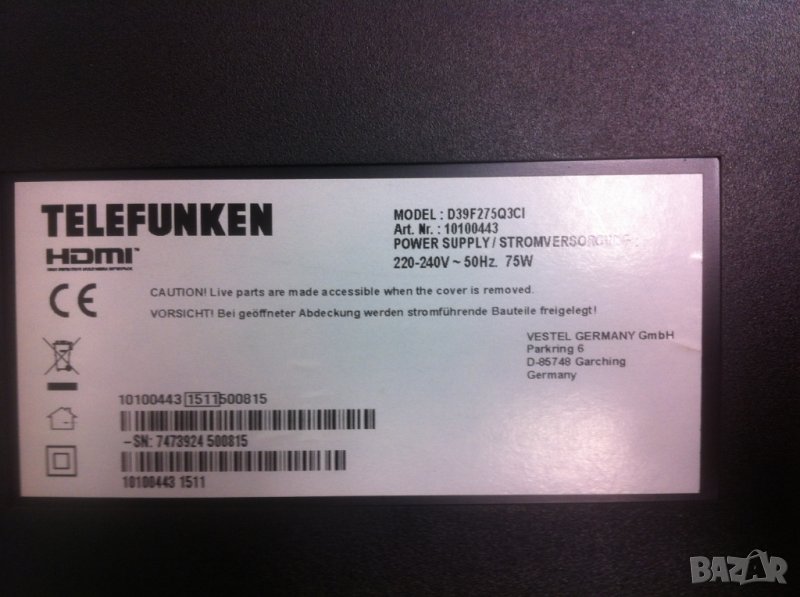 TELEFUNKEN
HDMI™
MODEL : D39F275Q3CI
Art. Nr. : 10100443
POWER SUPPLY / STROMVERSORGUNG :
220-240V ~ 50Hz. 75W
CE
CAUTION! Live parts are made accessible when the cover is removed.
VORSICHT! Bei geöffneter Abdeckung werden stromführende Bauteile freigelegt!
VESTEL GERMANY GmbH
Parkring 6
D-85748 Garching
Germany
10100443 1511 500815
-SN: 7473924 500815
10100443 1511
BAZAR